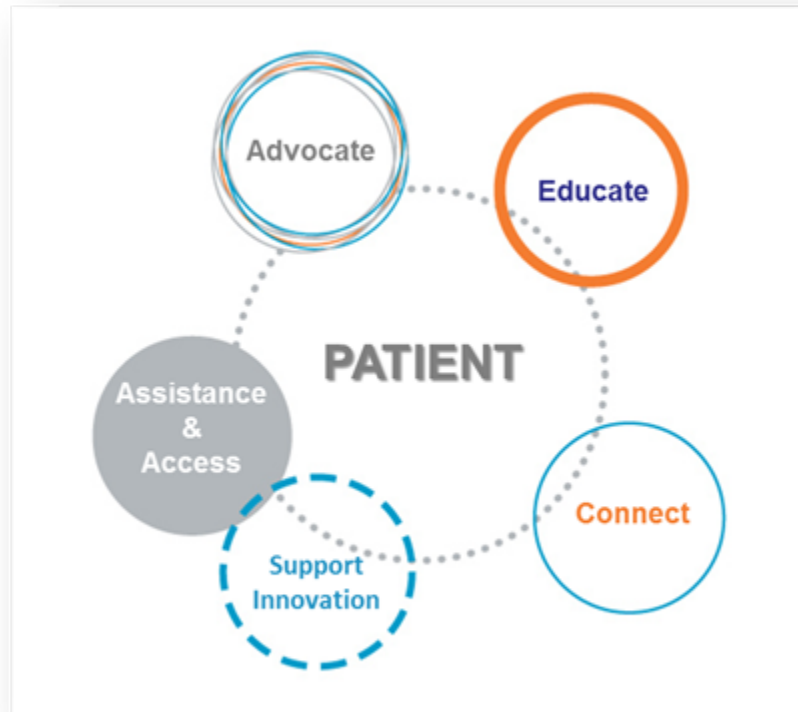 Advocate
Educate
PATIENT
Assistance
&
Access
Connect
Support
Innovation